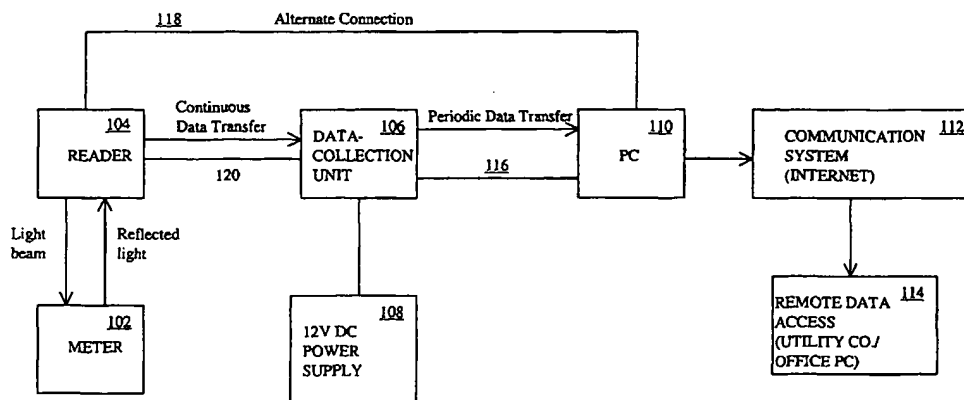 118 Alternate Connection
104
READER
Continuous
Data Transfer
120
106
DATA-
COLLECTION
UNIT
Periodic Data Transfer
116
110
PC
112
COMMUNICATION
SYSTEM
(INTERNET)
Light
beam
Reflected
light
102
METER
108
12V DC
POWER
SUPPLY
114
REMOTE DATA
ACCESS
(UTILITY CO./
OFFICE PC)